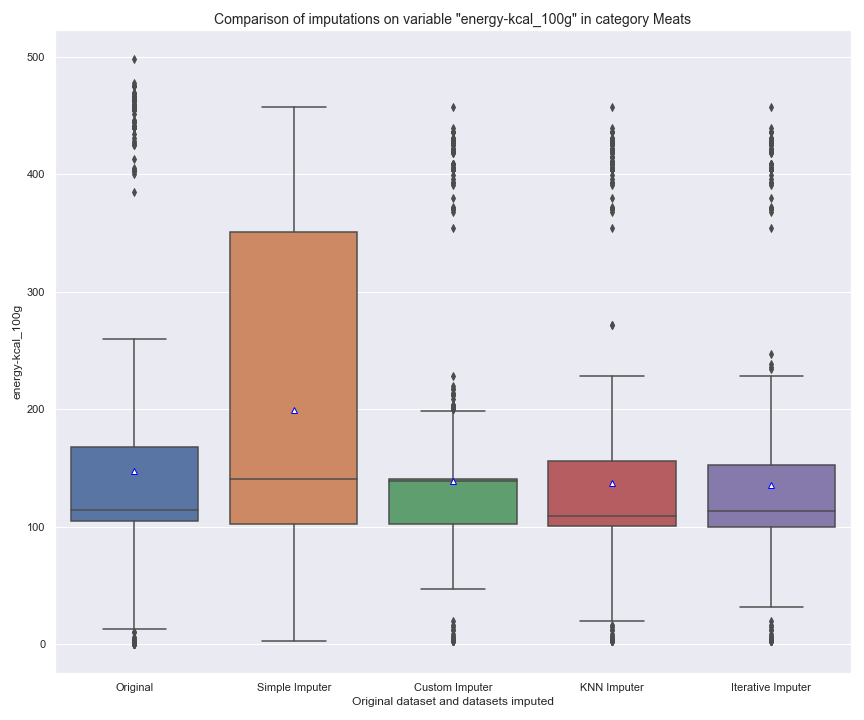 Comparison of imputations on variable "energy-kcal_100g" in category Meats
500
400
300
200
100
0
energy-kcal_100g
Original
Simple Imputer
Custom Imputer
KNN Imputer
Iterative Imputer
Original dataset and datasets imputed